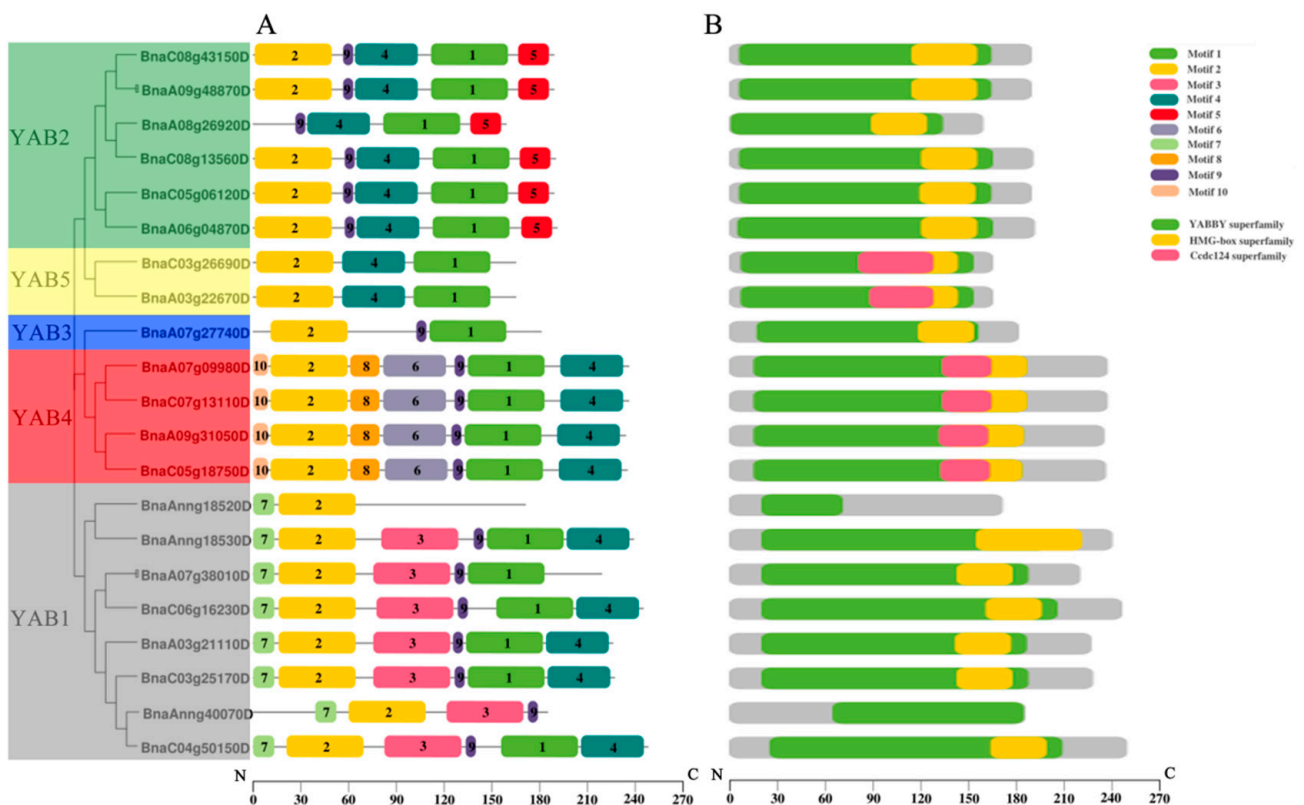 A
B
YAB2
BnaC08g43150D 2 9 4 1 5
BnaA09g48870D 2 9 4 1 5
BnaA08g26920D 9 4 1 5
BnaC08g13560D 2 9 4 1 5
BnaC05g06120D 2 9 4 1 5
BnaA06g04870D 2 9 4 1 5
YAB5
BnaC03g26690D 2 4 1
BnaA03g22670D 2 4 1
YAB3
BnaA07g27740D 2 9 1
YAB4
BnaA07g09980D 10 2 8 6 9 1 4
BnaC07g13110D 10 2 8 6 9 1 4
BnaA09g31050D 10 2 8 6 9 1 4
BnaC05g18750D 10 2 8 6 9 1 4
YAB1
BnaAnng18520D 7 2
BnaAnng18530D 7 2 3 9 1 4
BnaA07g38010D 7 2 3 9 1
BnaC06g16230D 7 2 3 9 1 4
BnaA03g21110D 7 2 3 9 1 4
BnaC03g25170D 7 2 3 9 1 4
BnaAnng40070D 7 2 3 9
BnaC04g50150D 7 2 3 9 1 4
N C
0 30 60 90 120 150 180 210 240 270
N C
0 30 60 90 120 150 180 210 240 270
Motif 1
Motif 2
Motif 3
Motif 4
Motif 5
Motif 6
Motif 7
Motif 8
Motif 9
Motif 10
YABBY superfamily
HMG-box superfamily
Ccdc124 superfamily